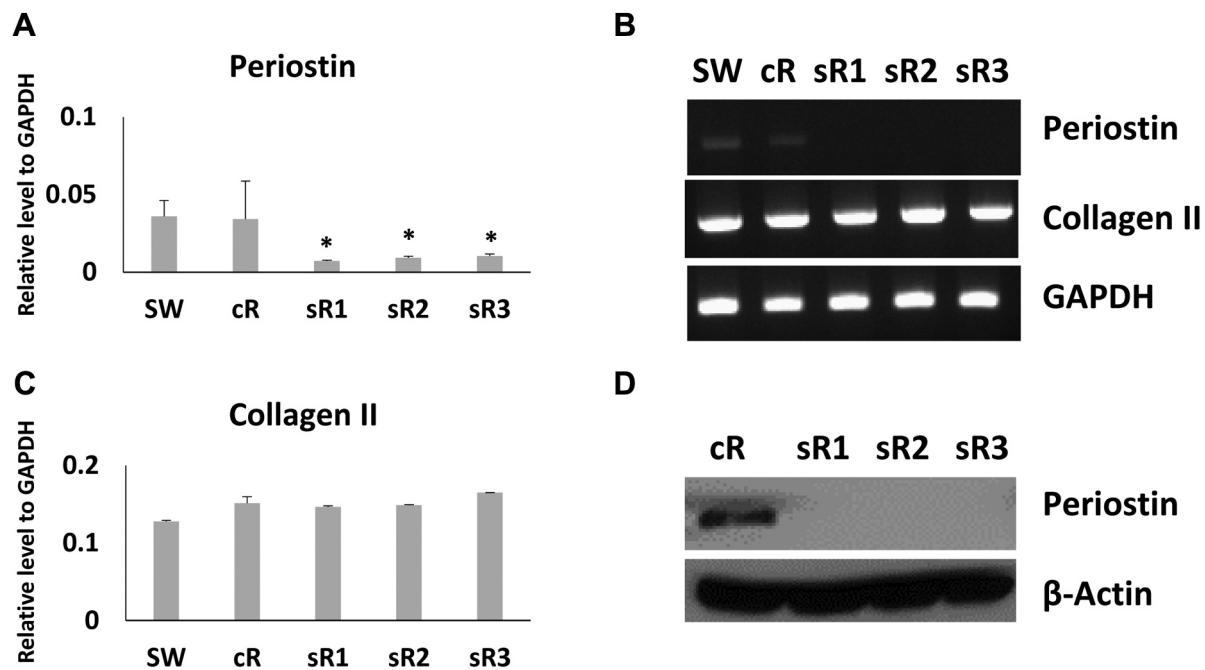 A
Periostin
Relative level to GAPDH
0.1
0.05
0
* * *
SW cR sR1 sR2 sR3
B
SW cR sR1 sR2 sR3
Periostin
Collagen II
GAPDH
C
Collagen II
Relative level to GAPDH
0.2
0.1
0
SW cR sR1 sR2 sR3
D
cR sR1 sR2 sR3
Periostin
β-Actin